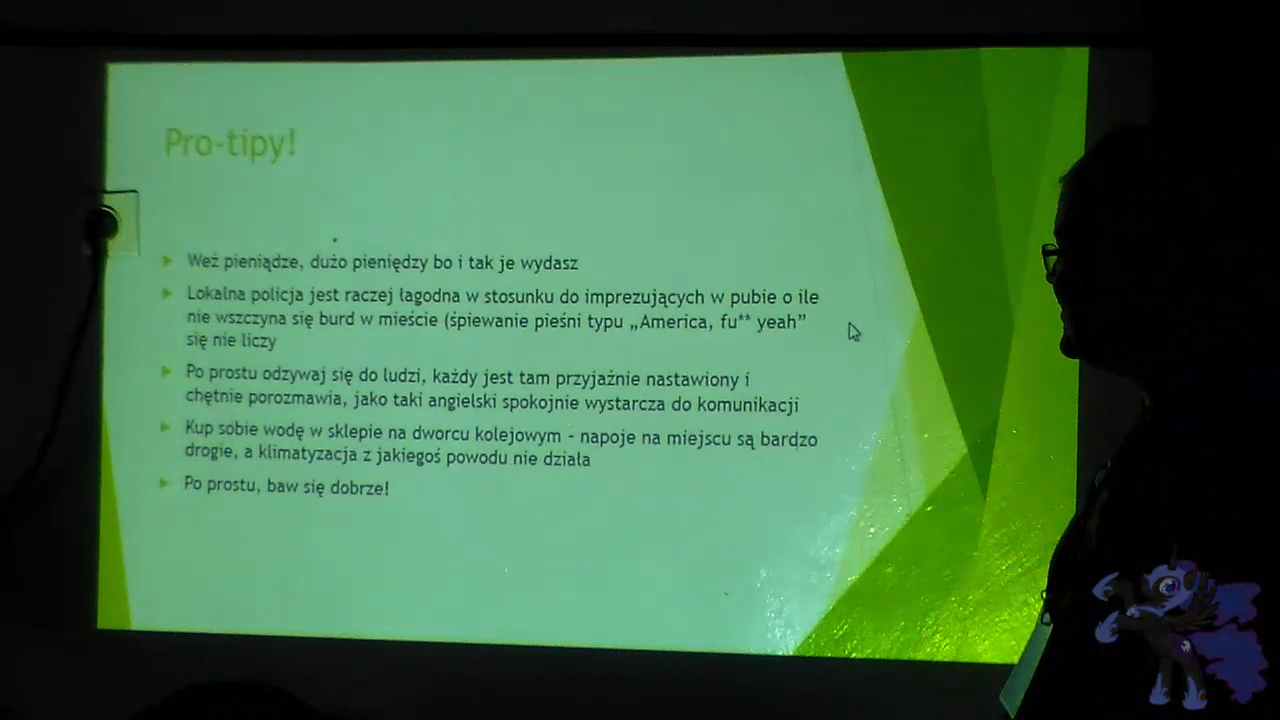 Pro-tipy!
Weź pieniądze, dużo pieniędzy bo i tak je wydasz
Lokalna policja jest raczej łagodna w stosunku do imprezujących w pubie o ile
nie wszczyna się burd w mieście (śpiewanie pieśni typu „America, fu** yeah”
się nie liczy
Po prostu odzywaj się do ludzi, każdy jest tam przyjaźnie nastawiony i
chętnie porozmawia, jako taki angielski spokojnie wystarcza do komunikacji
Kup sobie wodę w sklepie na dworcu kolejowym - napoje na miejscu są bardzo
drogie, a klimatyzacja z jakiegoś powodu nie działa
Po prostu, baw się dobrze!